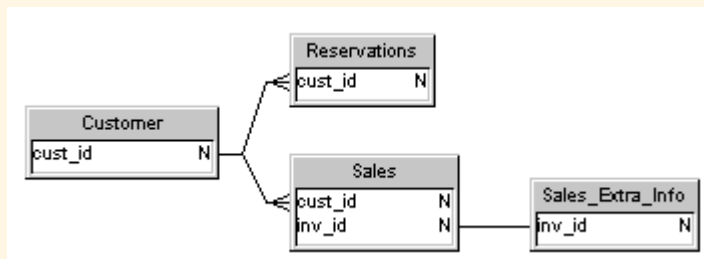 Reservations
cust_id N
Customer
cust_id N
Sales
cust_id N
inv_id N
Sales_Extra_Info
inv_id N